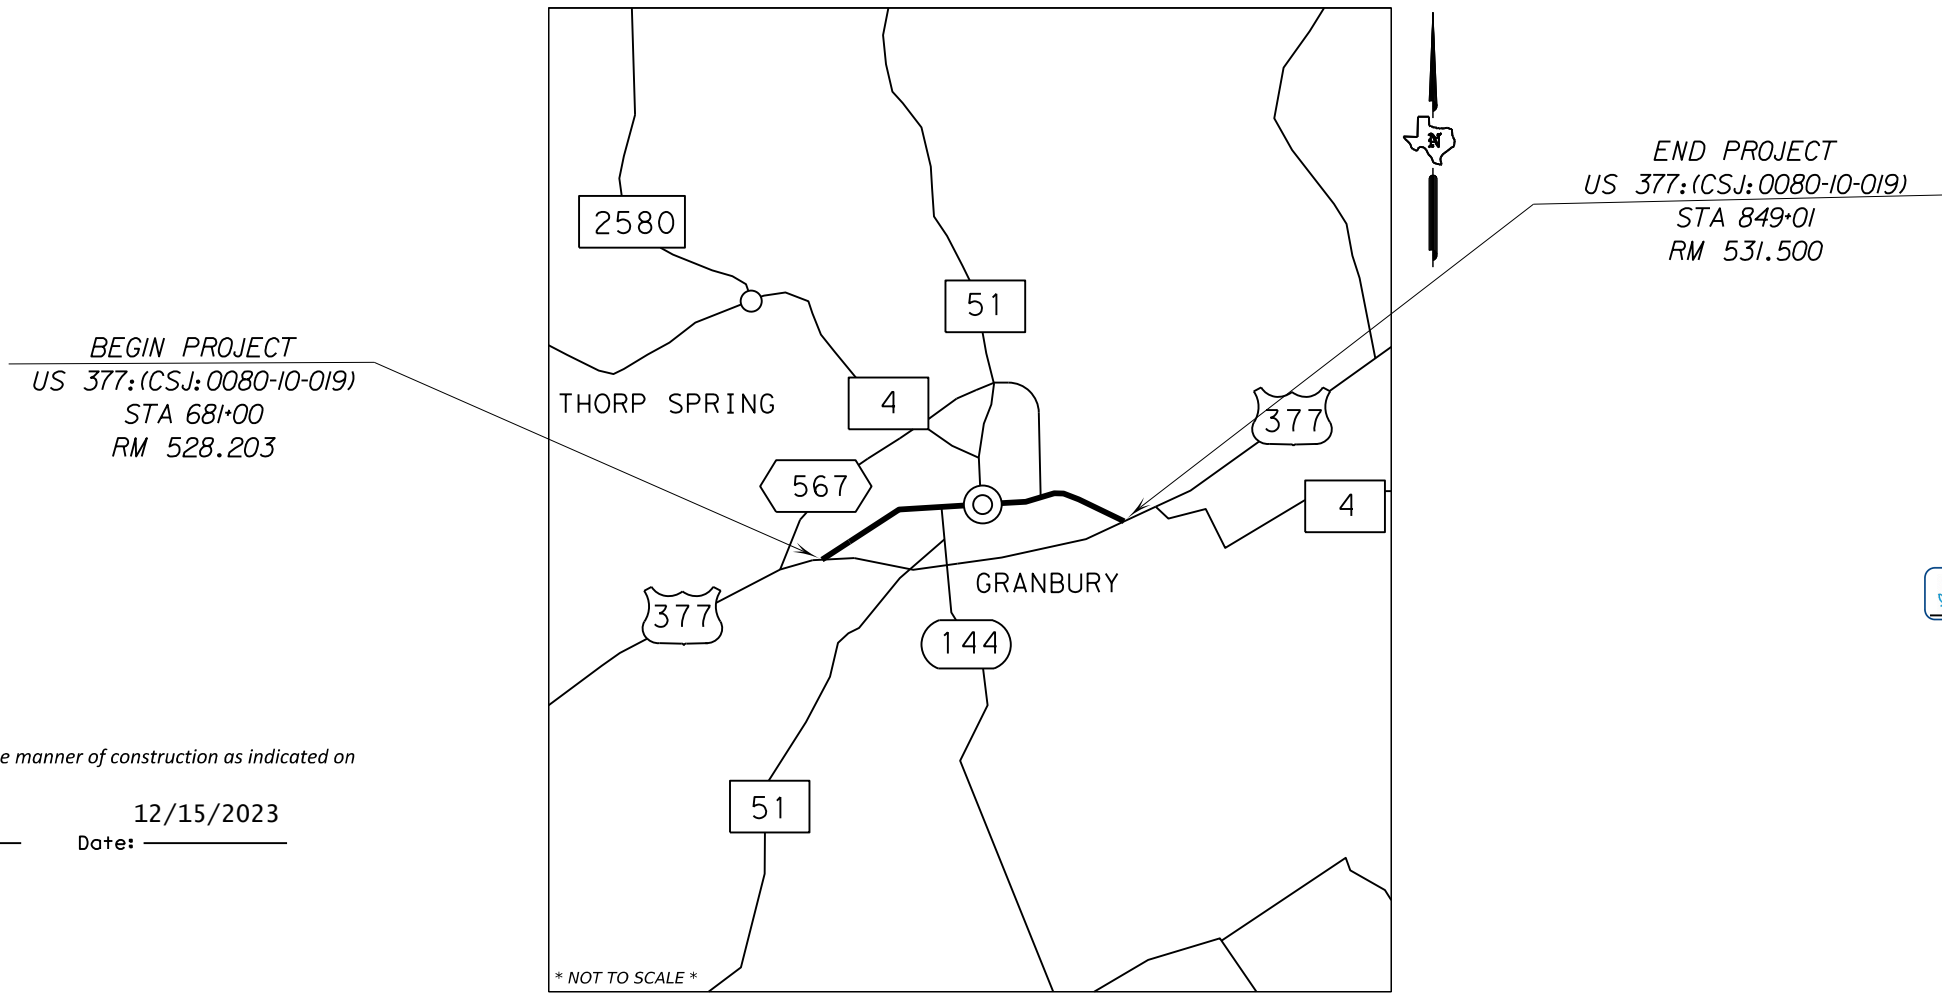 BEGIN PROJECT
US 377:(CSJ:0080-10-019)
STA 681+00
RM 528.203
END PROJECT
US 377:(CSJ:0080-10-019)
STA 849+01
RM 531.500
N
2580
51
4
THORP SPRING
377
567
4
GRANBURY
377
144
51
* NOT TO SCALE *
e manner of construction as indicated on
12/15/2023
Date: